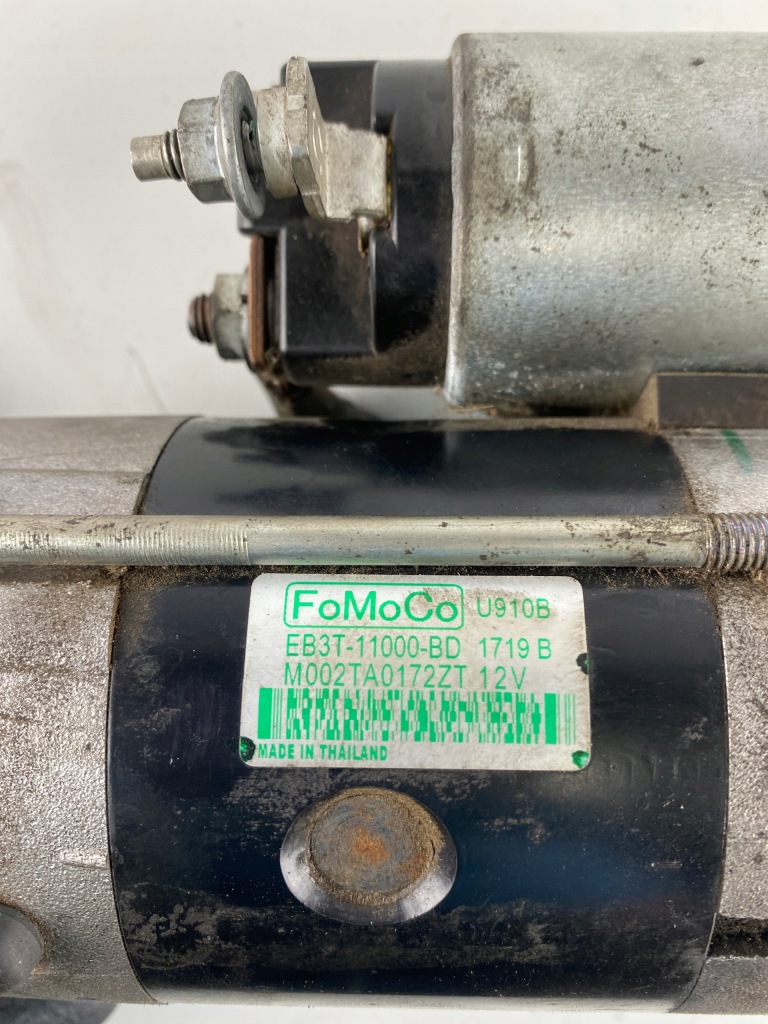 FoMoCo U910B
EB3T-11000-BD 1719 B
M002TA0172ZT 12V
MADE IN THAILAND